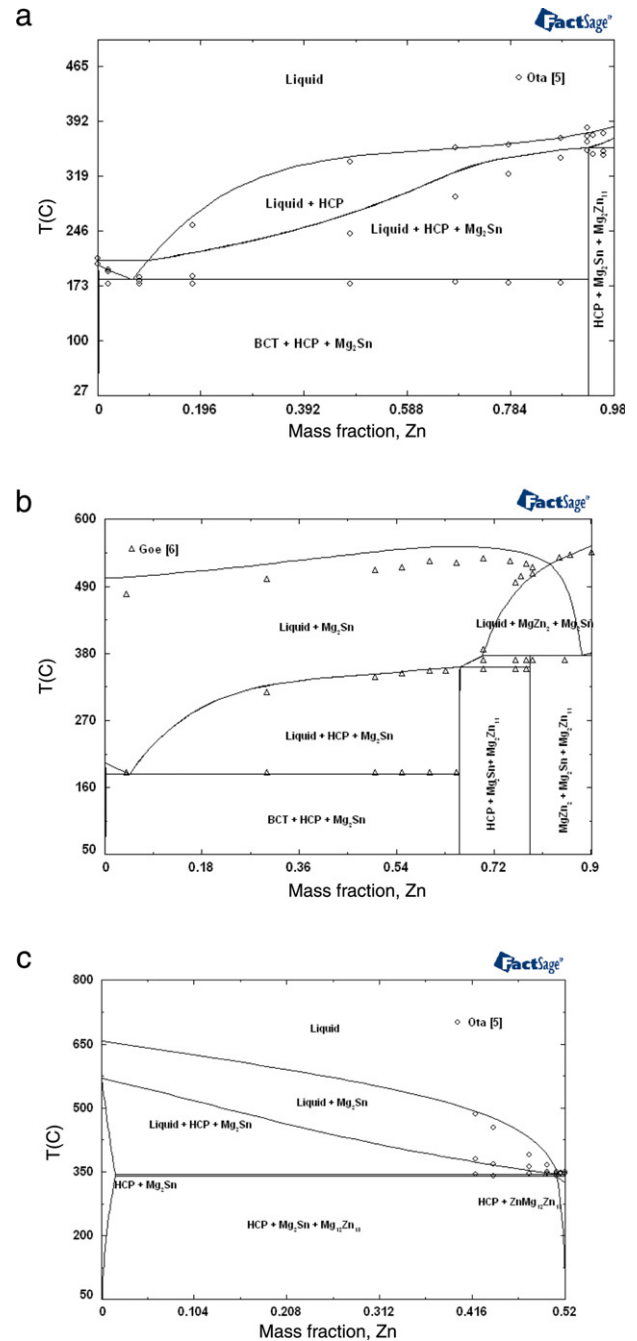 a
FactSage®
465
392
319
246
173
100
27
T(C)
Liquid
Ota [5]
Liquid + HCP
Liquid + HCP + Mg₂Sn
BCT + HCP + Mg₂Sn
HCP + Mg₂Sn + Mg₂Zn₁₁
0 0.196 0.392 0.588 0.784 0.98
Mass fraction, Zn
b
FactSage®
600
490
380
270
160
50
T(C)
Goe [6]
Liquid + Mg₂Sn
Liquid + MgZn₂ + Mg₂Sn
Liquid + HCP + Mg₂Sn
BCT + HCP + Mg₂Sn
HCP + Mg₂Sn+ Mg₂Zn₁₁
MgZn₂ + Mg₂Sn + Mg₂Zn₁₁
0 0.18 0.36 0.54 0.72 0.9
Mass fraction, Zn
c
FactSage®
800
650
500
350
200
50
T(C)
Liquid
Ota [5]
Liquid + Mg₂Sn
Liquid + HCP + Mg₂Sn
HCP + Mg₂Sn
HCP + Mg₂Sn + Mg₁₂Zn₁₃
0 0.104 0.208 0.312 0.416 0.52
Mass fraction, Zn